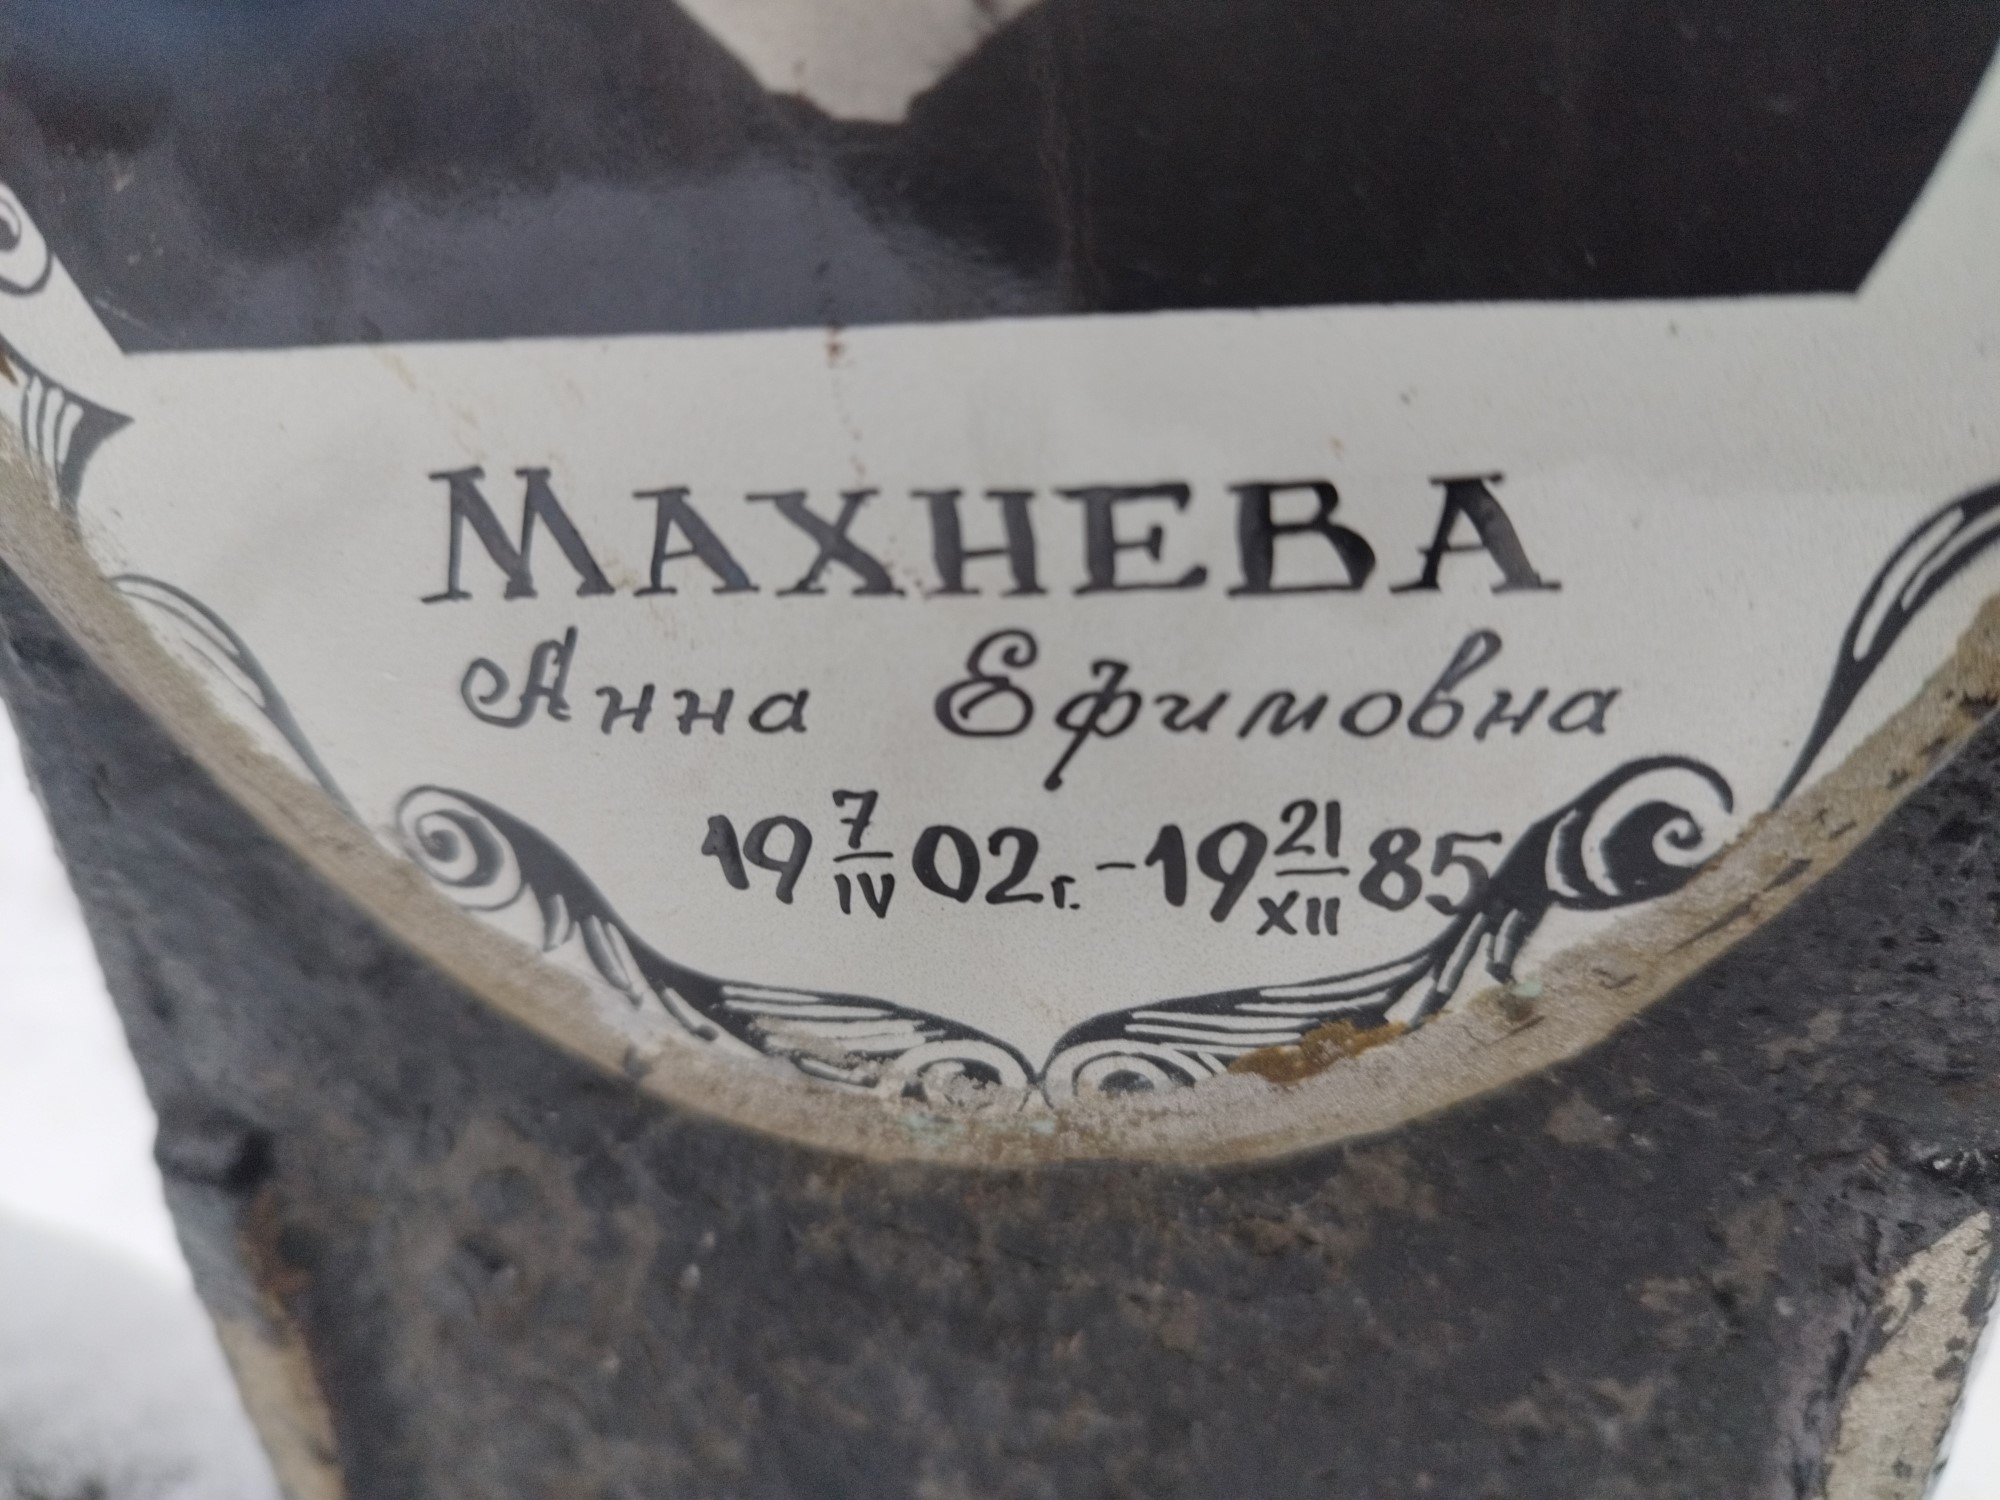 МАХНЕВА
Анна Ефимовна
19 7/IV 02г. - 19 21/XII 85